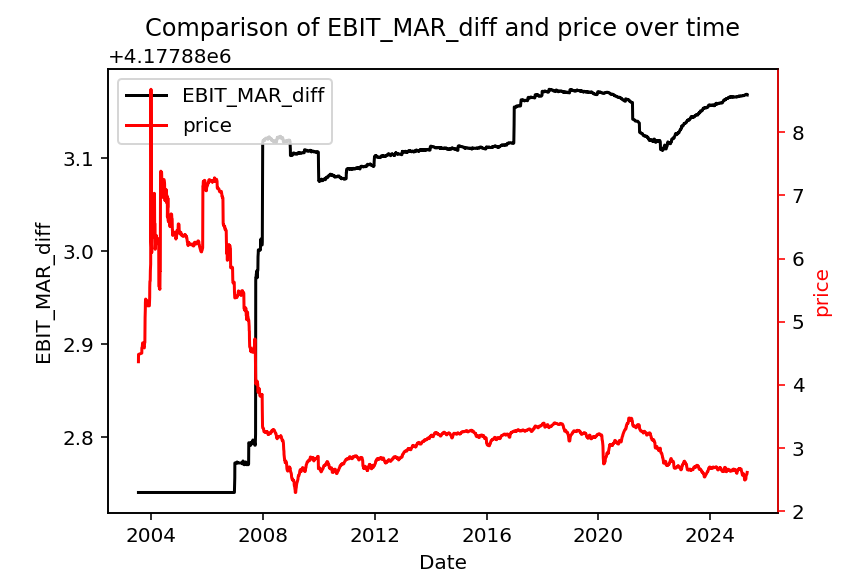 Comparison of EBIT_MAR_diff and price over time
+4.17788e6
EBIT_MAR_diff
price
3.1
3.0
2.9
2.8
EBIT_MAR_diff
8
7
6
5
4
3
2
price
2004 2008 2012 2016 2020 2024
Date